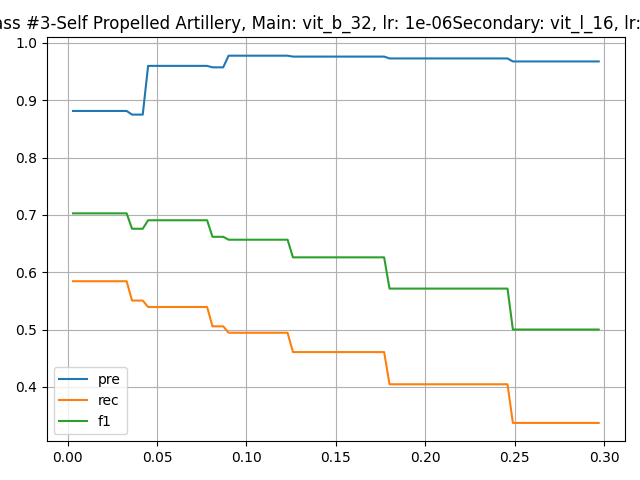 ass #3-Self Propelled Artillery, Main: vit_b_32, lr: 1e-06Secondary: vit_l_16, lr:
1.0
0.9
0.8
0.7
0.6
0.5
0.4
pre
rec
f1
0.00 0.05 0.10 0.15 0.20 0.25 0.30